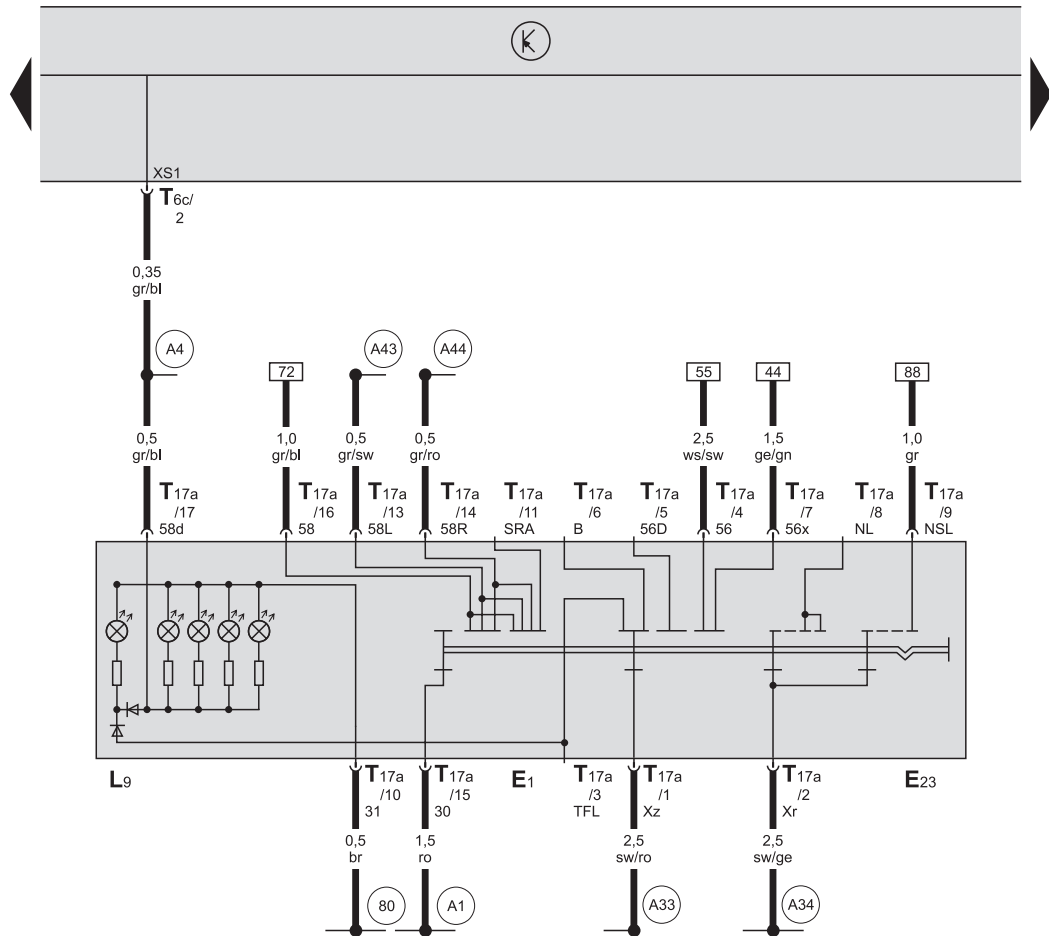 XS1
T6c/
2
0,35
gr/bl
A4
A43
A44
72
55
44
88
0,5
gr/bl
1,0
gr/bl
0,5
gr/sw
0,5
gr/ro
2,5
ws/sw
1,5
ge/gn
1,0
gr
T17a
/17
58d
T17a
/16
58
T17a
/13
58L
T17a
/14
58R
T17a
/11
SRA
T17a
/6
B
T17a
/5
56D
T17a
/4
56
T17a
/7
56x
T17a
/8
NL
T17a
/9
NSL
L9
T17a
/10
31
T17a
/15
30
E1
T17a
/3
TFL
T17a
/1
Xz
T17a
/2
Xr
E23
0,5
br
1,5
ro
2,5
sw/ro
2,5
sw/ge
80
A1
A33
A34